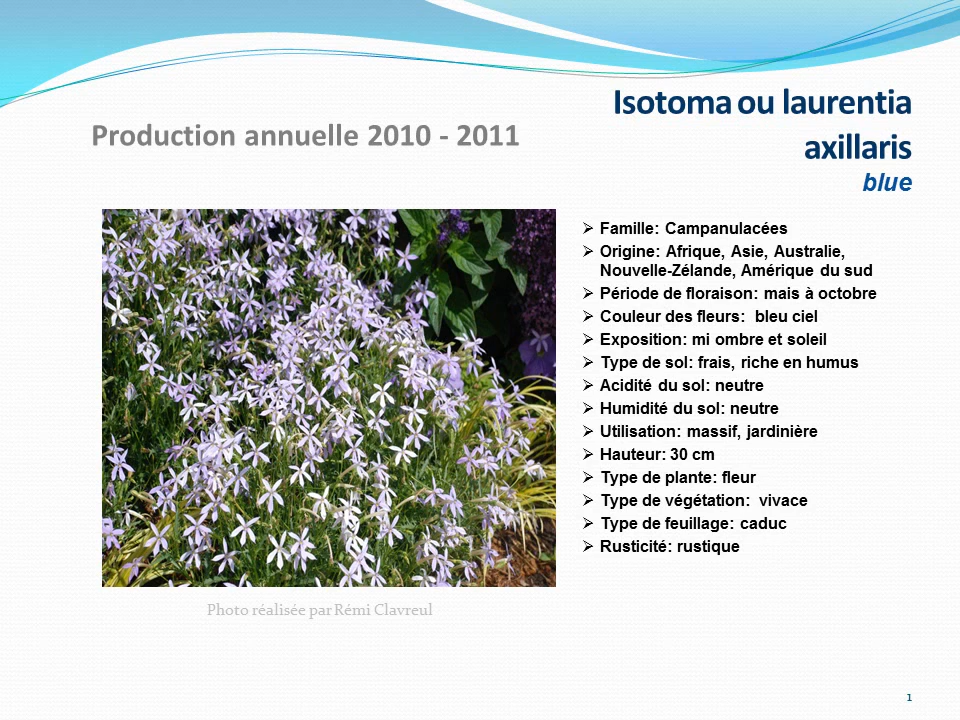 Production annuelle 2010 - 2011
Isotoma ou laurentia
axillaris
blue
Famille: Campanulacées
Origine: Afrique, Asie, Australie,
Nouvelle-Zélande, Amérique du sud
Période de floraison: mais à octobre
Couleur des fleurs:  bleu ciel
Exposition: mi ombre et soleil
Type de sol: frais, riche en humus
Acidité du sol: neutre
Humidité du sol: neutre
Utilisation: massif, jardinière
Hauteur: 30 cm
Type de plante: fleur
Type de végétation:  vivace
Type de feuillage: caduc
Rusticité: rustique
Photo réalisée par Rémi Clavreul
1